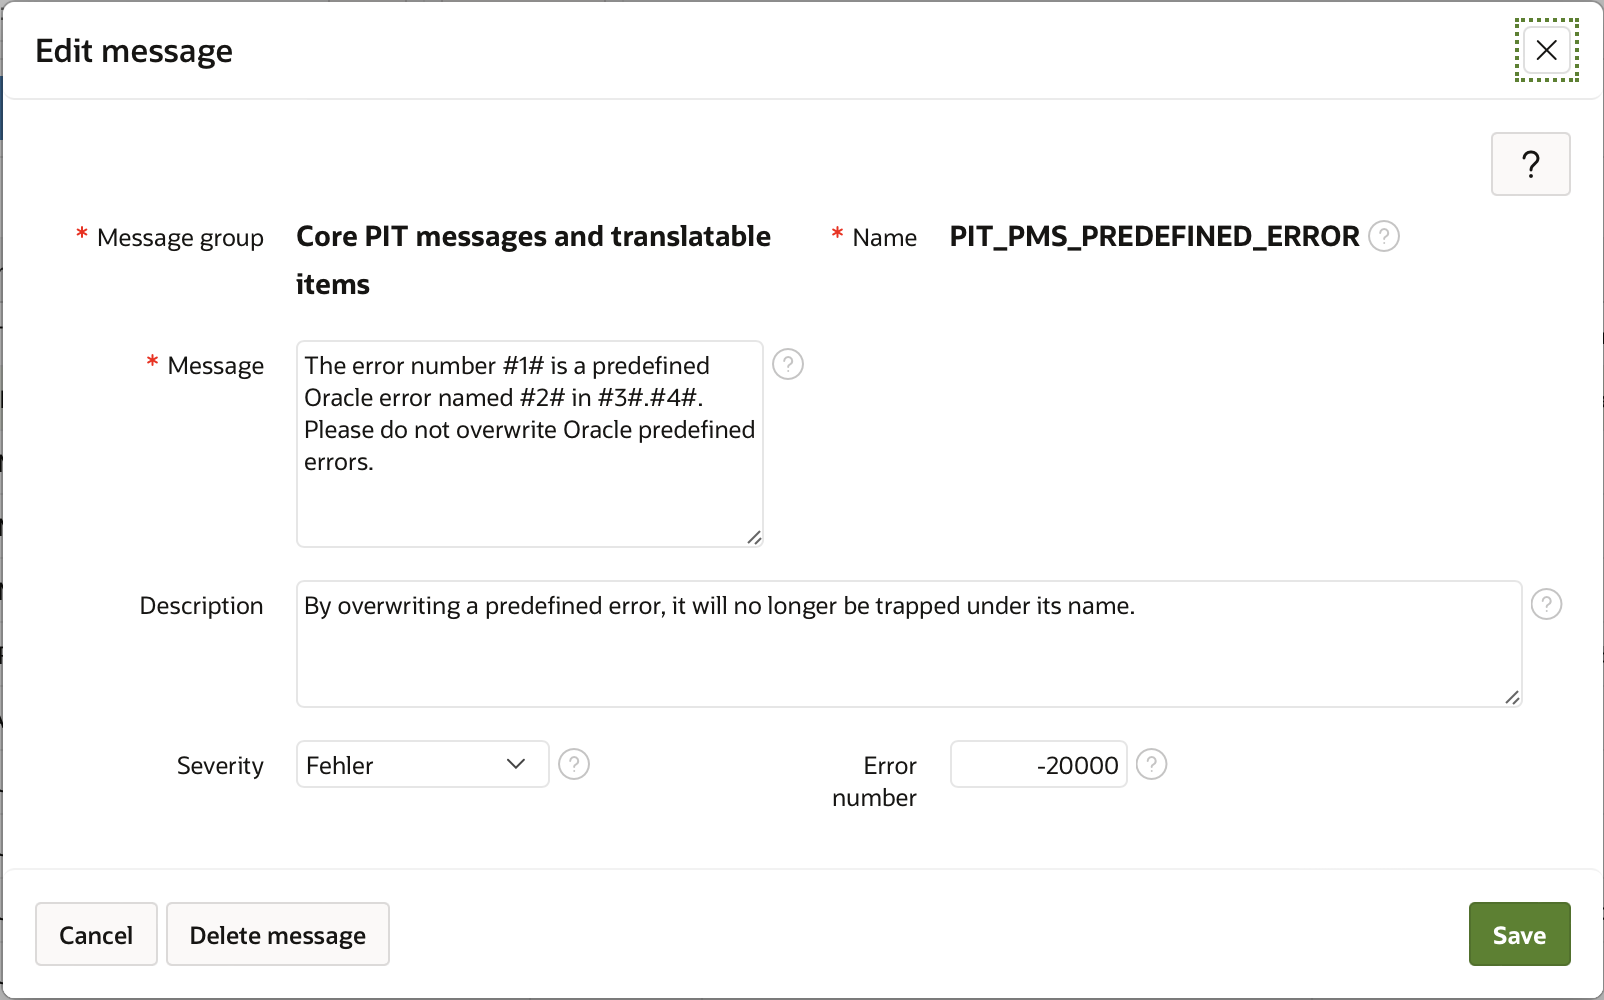 Edit message
?
* Message group
Core PIT messages and translatable
items
* Name
PIT_PMS_PREDEFINED_ERROR
?
* Message
The error number #1# is a predefined
Oracle error named #2# in #3#.#4#.
Please do not overwrite Oracle predefined
errors.
?
Description
By overwriting a predefined error, it will no longer be trapped under its name.
?
Severity
Fehler
?
Error
number
-20000
?
Cancel
Delete message
Save